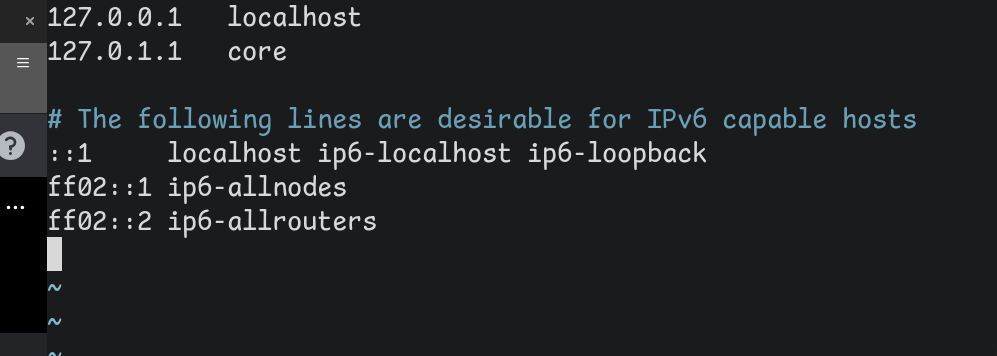 127.0.0.1   localhost
127.0.1.1   core
# The following lines are desirable for IPv6 capable hosts
::1     localhost ip6-localhost ip6-loopback
ff02::1 ip6-allnodes
ff02::2 ip6-allrouters
~
~
~